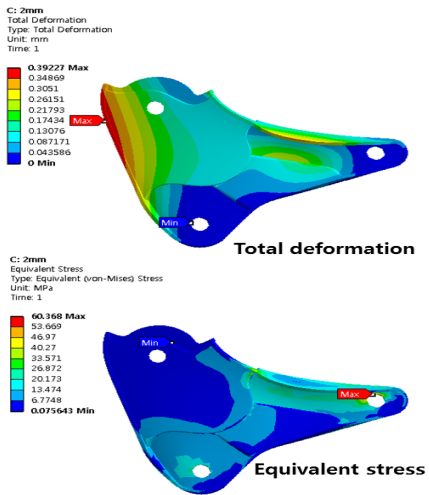 C: 2mm
Total Deformation
Type: Total Deformation
Unit: mm
Time: 1
0.39227 Max
0.34869
0.3051
0.26151
0.21793
0.17434
0.13076
0.087171
0.043586
0 Min
Max
Min
Total deformation
C: 2mm
Equivalent Stress
Type: Equivalent (von-Mises) Stress
Unit: MPa
Time: 1
60.368 Max
53.669
46.97
40.27
33.571
26.872
20.173
13.474
6.7748
0.075643 Min
Min
Max
Equivalent stress